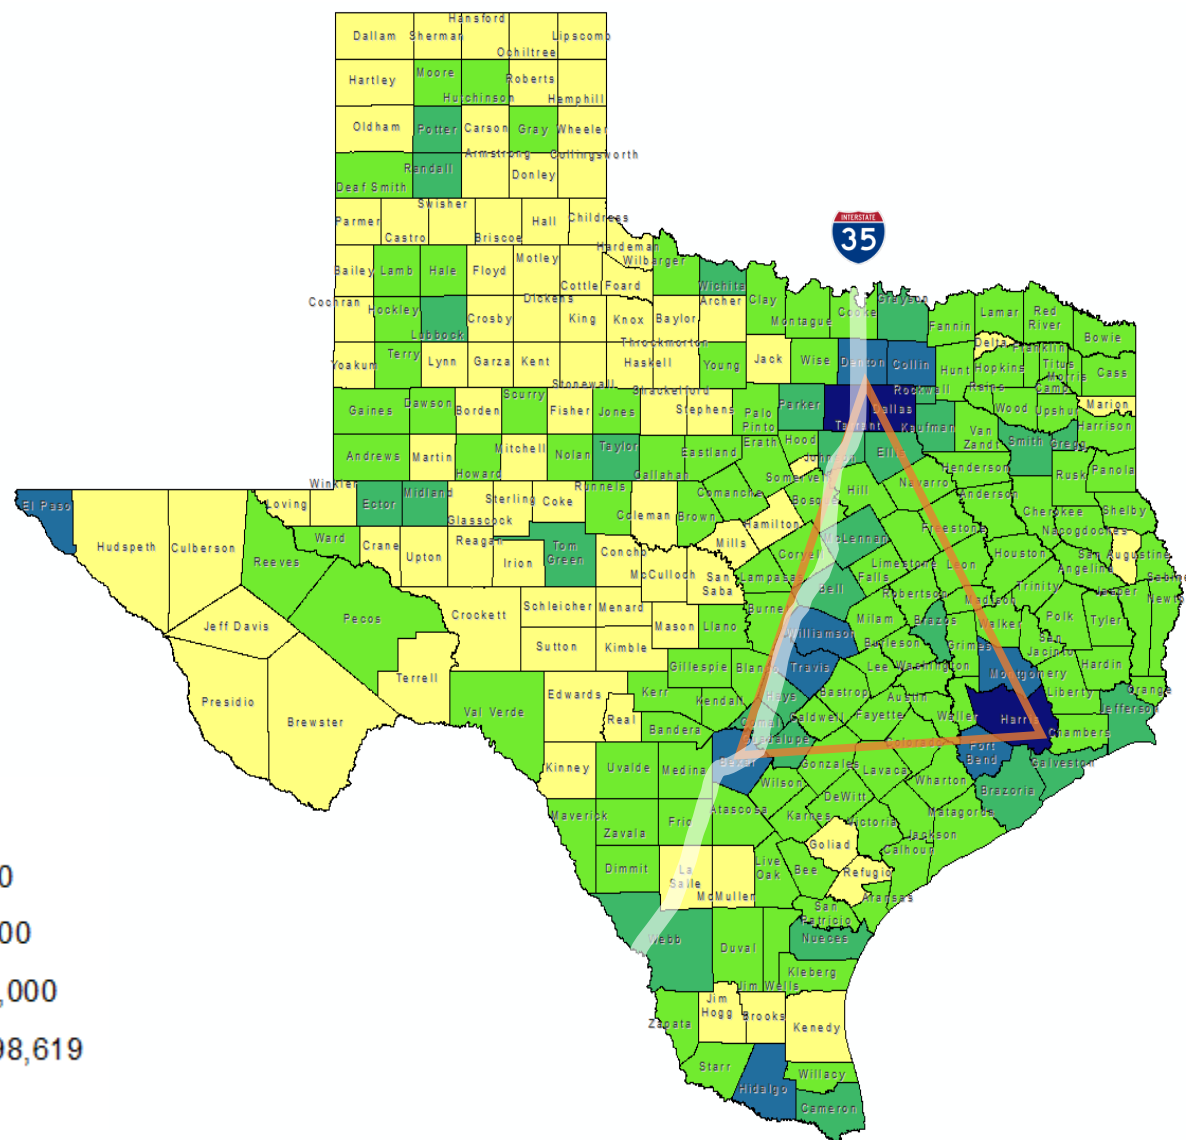 Hansford
Dallam Sherman Lipscomb
Ochiltree
Hartley Moore Roberts
Hutchinson Hemphill
Oldham Potter Carson Gray Wheeler
Armstrong Collingsworth
Randall Donley
Deaf Smith
Swisher
Parmer Hall Childress
Castro Briscoe
Hardeman
Bailey Lamb Hale Floyd Motley Wilbarger
Cottle Foard Wichita
Cochran Hockley Dickens Archer Clay
Lubbock Crosby King Knox Baylor Montague Cooke Grayson
Fannin Lamar Red River Bowie
Throckmorton
Yoakum Terry Lynn Garza Kent Haskell Young Jack Wise Denton Collin Hunt Delta Franklin
Hopkins Titus Morris Cass
Stonewall Shackelford Rockwall Rains Camp
Gaines Dawson Borden Scurry Fisher Jones Stephens Palo Pinto Parker Tarrant Dallas Kaufman Van Zandt Wood Upshur Marion
Harrison
Andrews Martin Howard Mitchell Nolan Taylor Callahan Eastland Erath Hood Johnson Ellis Smith Gregg
Somervell Henderson Rusk Panola
INTERSTATE
35
El Paso Hudspeth Culberson Winkler Loving Ector Midland Glasscock Sterling Coke Runnels Coleman Brown Comanche Bosque Hill Navarro Anderson Cherokee Shelby
Hamilton Freestone Nacogdoches
Reeves Ward Crane Upton Reagan Irion Tom Green Concho Mills Coryell McLennan Limestone Leon Houston San Augustine
Angelina Sabine
McCulloch San Saba Lampasas Bell Falls Robertson Madison Trinity Jasper Newton
Jeff Davis Pecos Crockett Schleicher Menard Mason Llano Burnet Milam Brazos Walker Polk Tyler
Williamson Burleson Grimes San Jacinto
Terrell Sutton Kimble Gillespie Blanco Travis Lee Washington Montgomery Hardin
Presidio Brewster Val Verde Edwards Real Kerr Kendall Hays Bastrop Austin Liberty Orange
Bandera Comal Caldwell Fayette Waller Harris Jefferson
Guadalupe Colorado Chambers
Kinney Uvalde Medina Bexar Gonzales Fort Bend Galveston
Wilson Lavaca Wharton Brazoria
Maverick Zavala Frio Atascosa Karnes DeWitt Victoria Matagorda
Jackson
Goliad Calhoun
Dimmit La Salle McMullen Live Oak Bee Refugio
Aransas
San Patricio
Webb Duval Nueces
Jim Wells Kleberg
Zapata Jim Hogg Brooks Kenedy
Starr Hidalgo Willacy
Cameron
0
00
,000
98,619